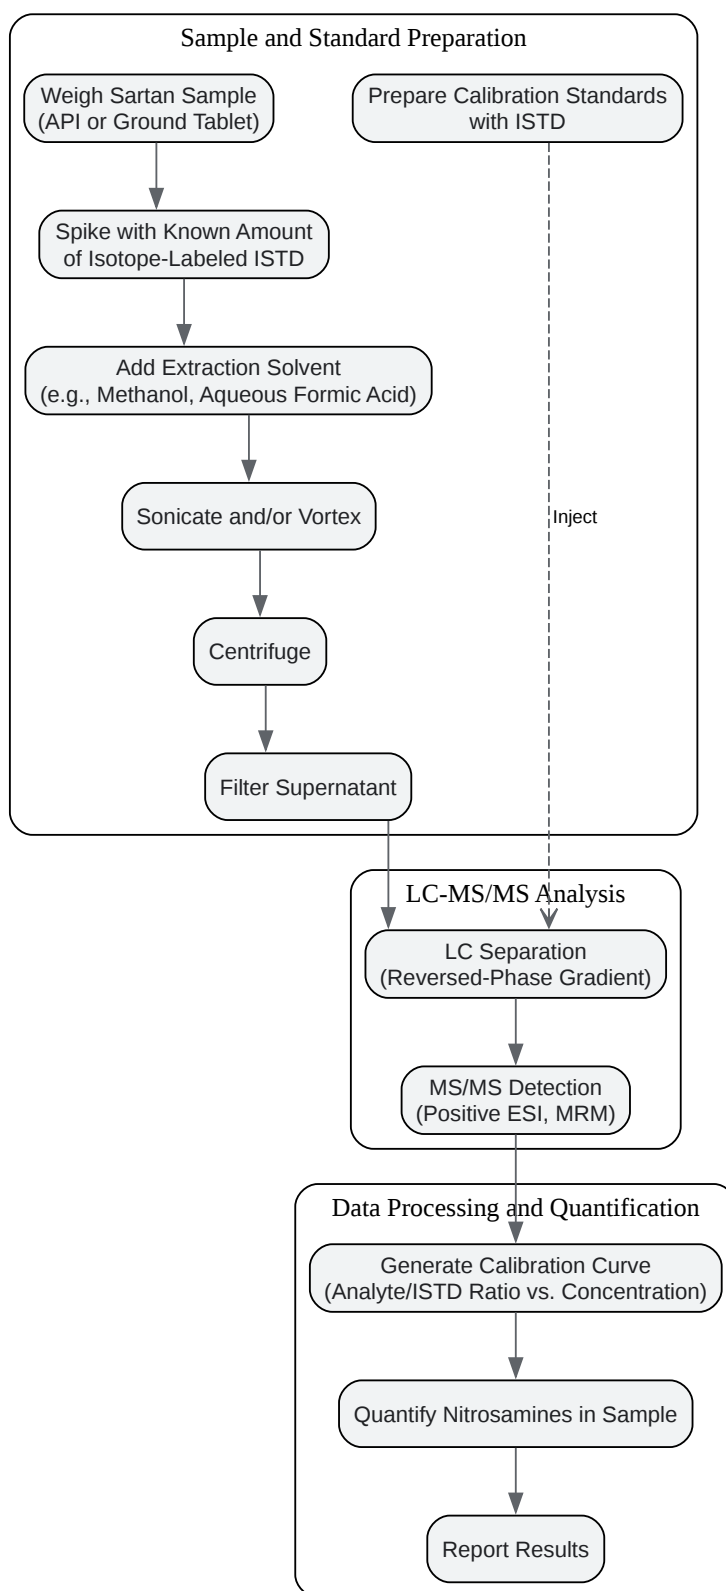 Sample and Standard Preparation
Weigh Sartan Sample
(API or Ground Tablet)
Prepare Calibration Standards
with ISTD
Spike with Known Amount
of Isotope-Labeled ISTD
Add Extraction Solvent
(e.g., Methanol, Aqueous Formic Acid)
Sonicate and/or Vortex
Inject
Centrifuge
Filter Supernatant
LC-MS/MS Analysis
LC Separation
(Reversed-Phase Gradient)
MS/MS Detection
(Positive ESI, MRM)
Data Processing and Quantification
Generate Calibration Curve
(Analyte/ISTD Ratio vs. Concentration)
Quantify Nitrosamines in Sample
Report Results